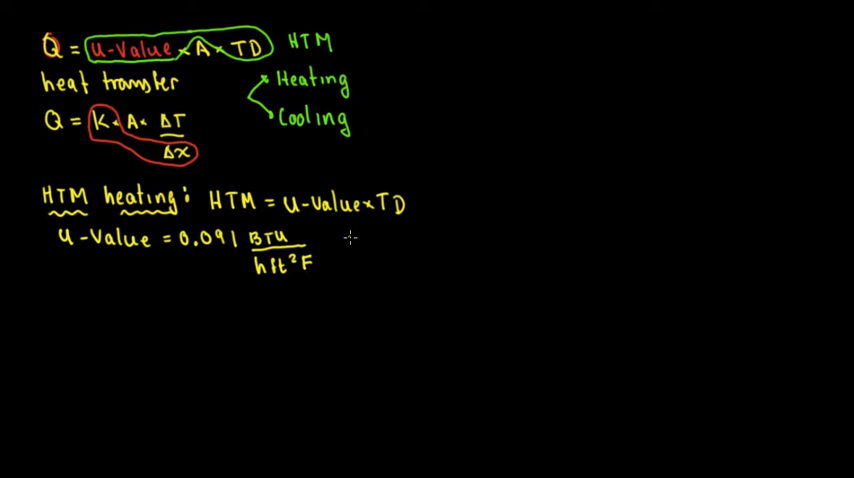 Q = U-Value × A × TD HTM
heat transfer Heating
Q = K × A × ΔT Cooling
Δx
HTM heating: HTM = U-Value × TD
U-Value = 0.091 BTU
hft²F